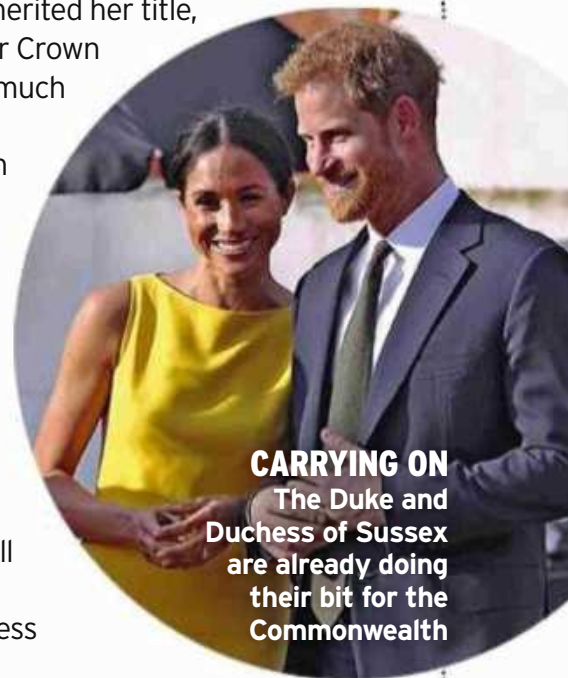 herited her title,
r Crown
much
n
ll
ess
CARRYING ON
The Duke and
Duchess of Sussex
are already doing
their bit for the
Commonwealth